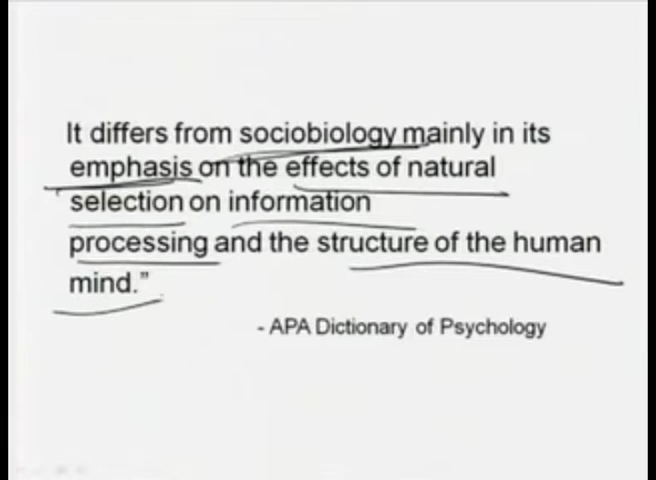 It differs from sociobiology mainly in its
emphasis on the effects of natural
selection on information
processing and the structure of the human
mind.”
- APA Dictionary of Psychology